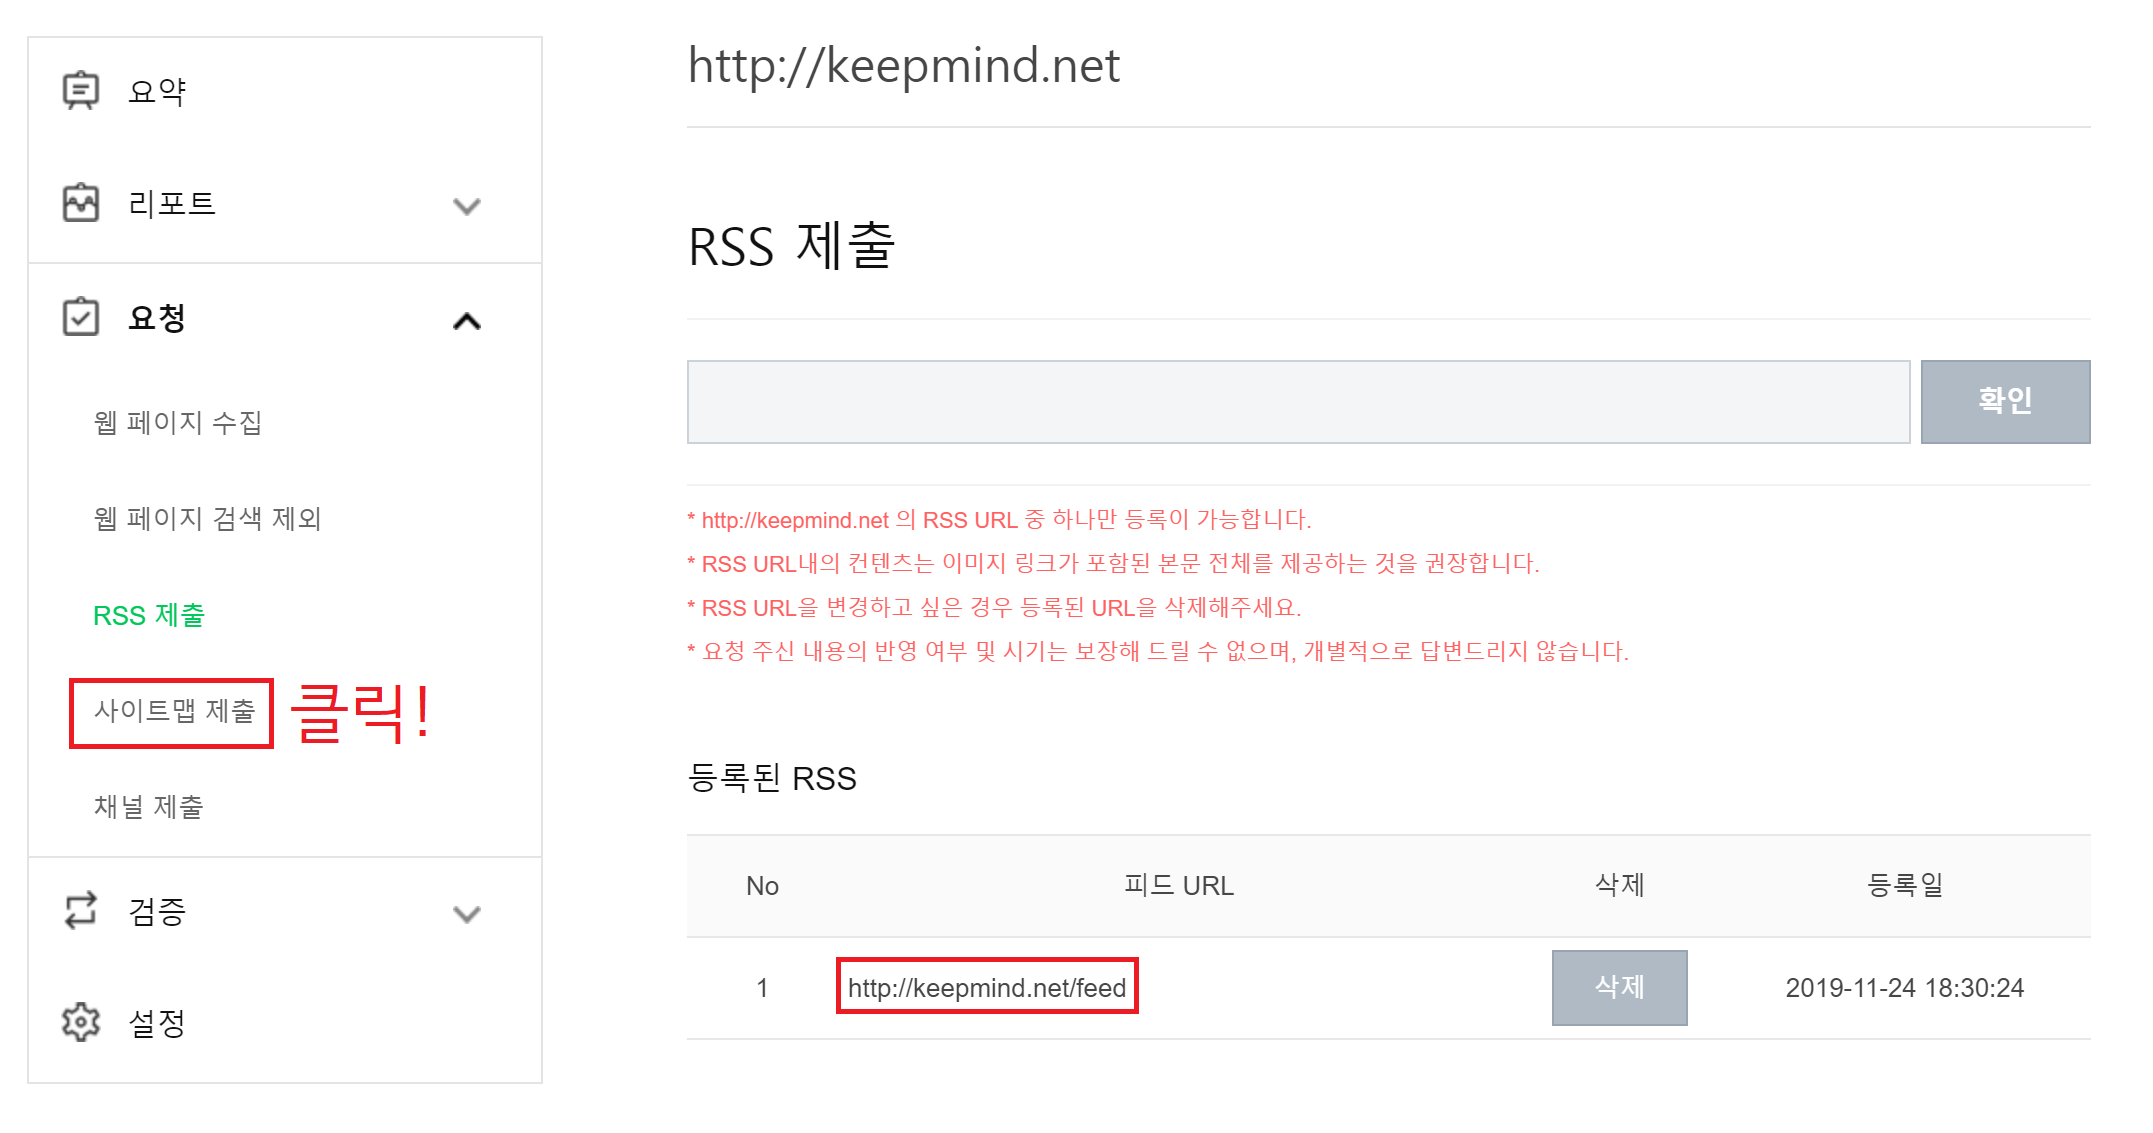 요약
리포트
요청
웹 페이지 수집
웹 페이지 검색 제외
RSS 제출
사이트맵 제출 클릭!
채널 제출
검증
설정
http://keepmind.net
RSS 제출
확인
* http://keepmind.net 의 RSS URL 중 하나만 등록이 가능합니다.
* RSS URL내의 컨텐츠는 이미지 링크가 포함된 본문 전체를 제공하는 것을 권장합니다.
* RSS URL을 변경하고 싶은 경우 등록된 URL을 삭제해주세요.
* 요청 주신 내용의 반영 여부 및 시기는 보장해 드릴 수 없으며, 개별적으로 답변드리지 않습니다.
등록된 RSS
No 피드 URL 삭제 등록일
1 http://keepmind.net/feed 삭제 2019-11-24 18:30:24